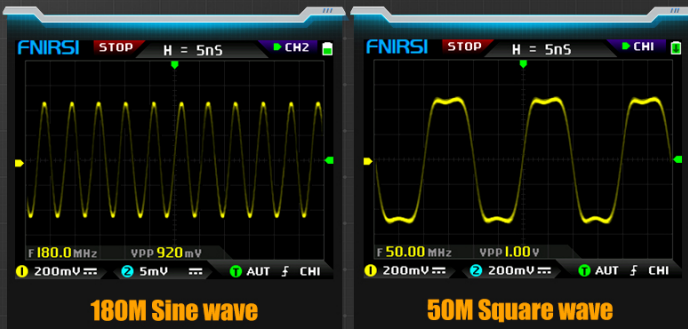 FNIRSI STOP H = 5nS CH2
F 180.0 MHz VPP 920 mV
1 200mV 2 5mV T AUT CH1
180M Sine wave
FNIRSI STOP H = 5nS CH1
F 50.00 MHz VPP 1.00 V
1 200mV 2 200mV T AUT CH1
50M Square wave